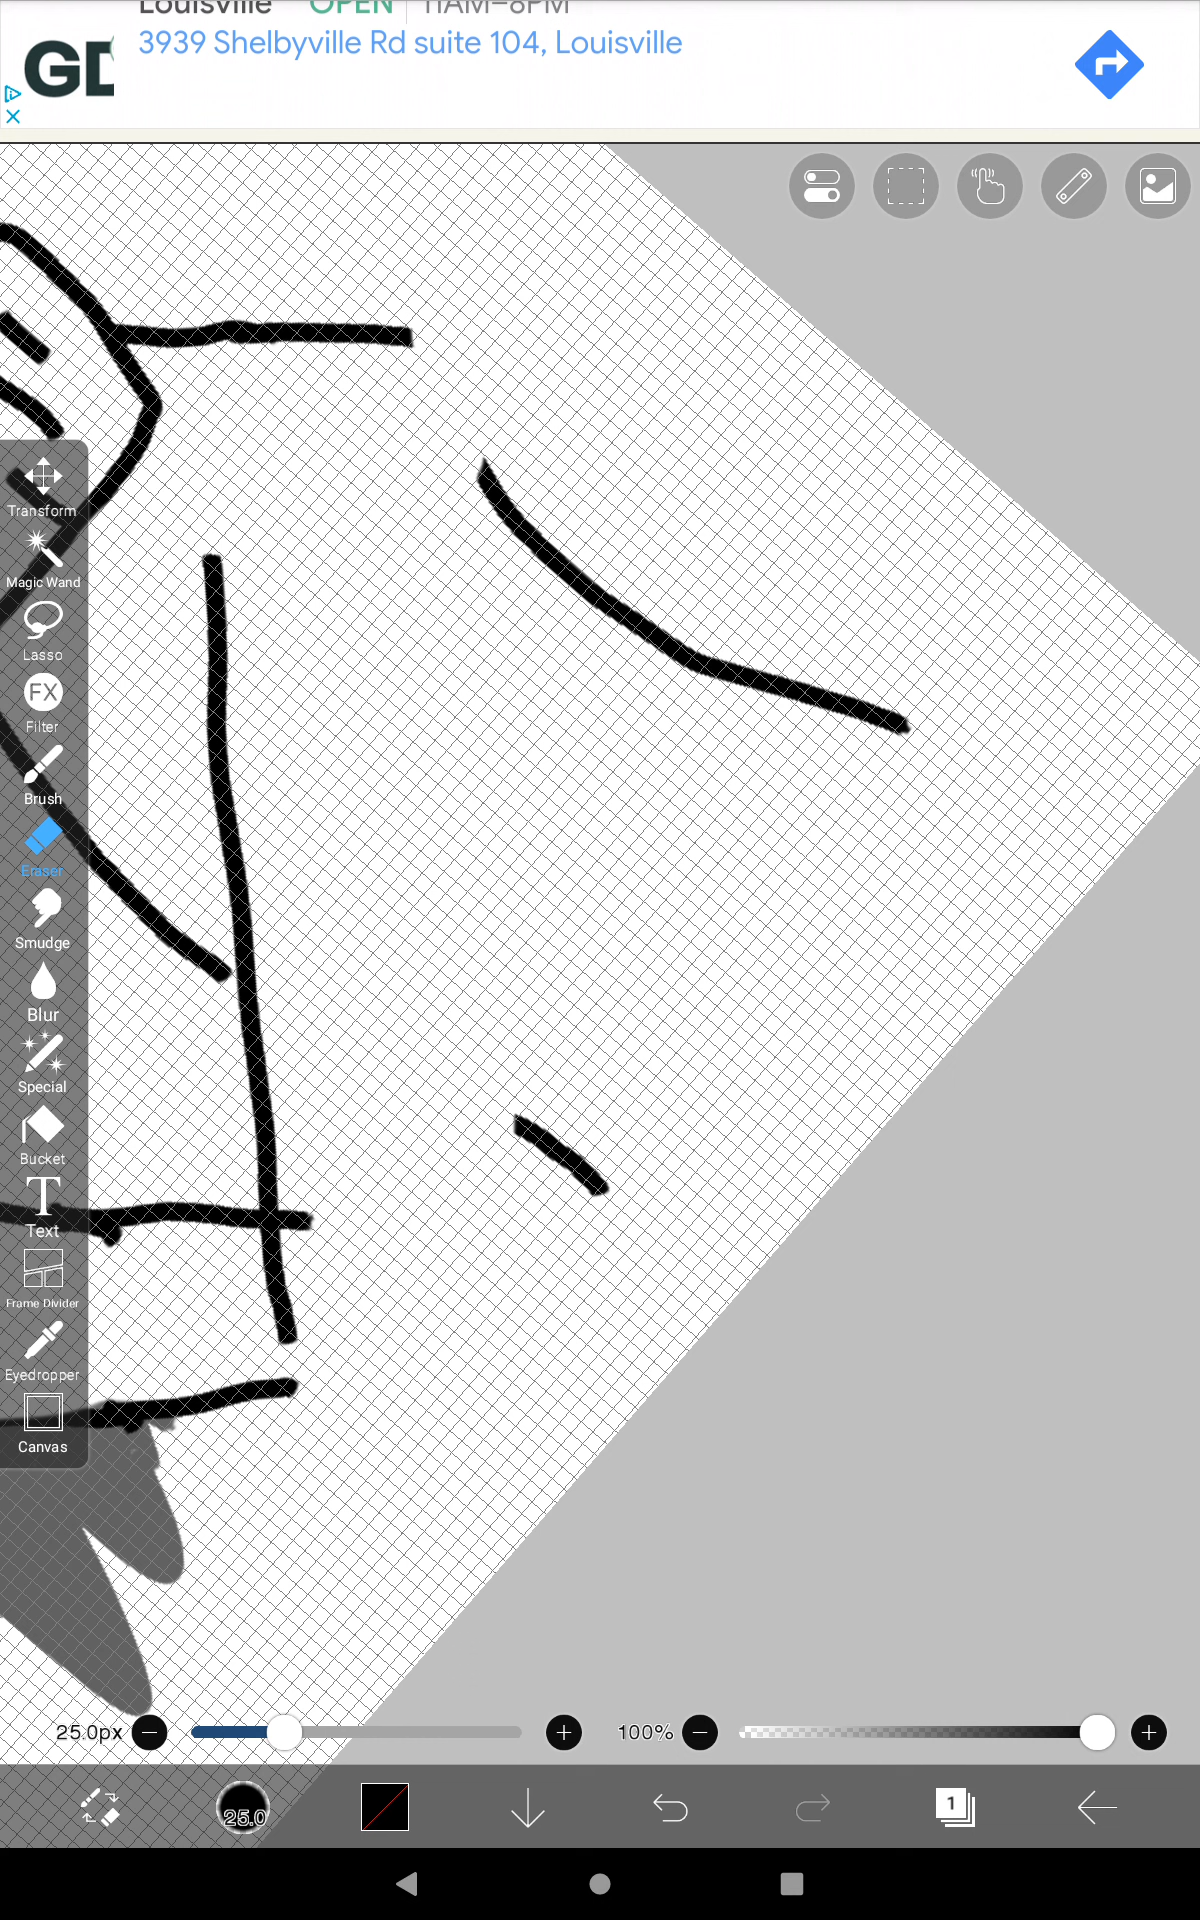 Louisville OPEN 11AM–8PM
3939 Shelbyville Rd suite 104, Louisville
GD
Transform
Magic Wand
Lasso
FX
Filter
Brush
Eraser
Smudge
Blur
Special
Bucket
T
Text
Frame Divider
Eyedropper
Canvas
25.0px 100%
25.0 1